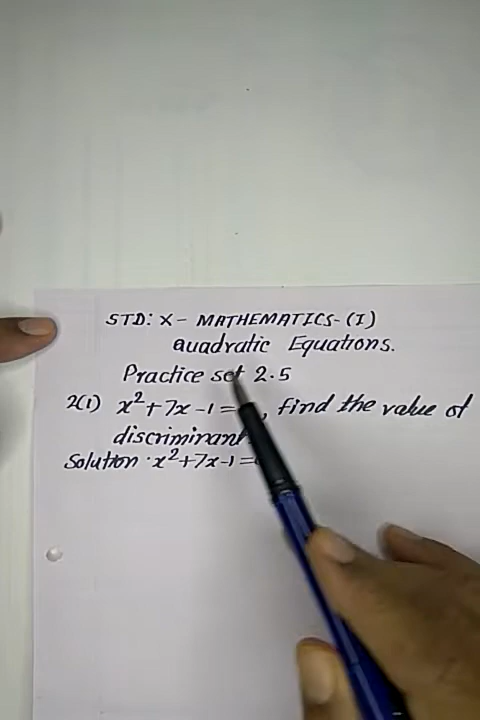 STD: X - MATHEMATICS-(I)
Quadratic Equations.
Practice set 2.5
2(1) x²+7x-1= , find the value of
discriminant
Solution · x²+7x-1=